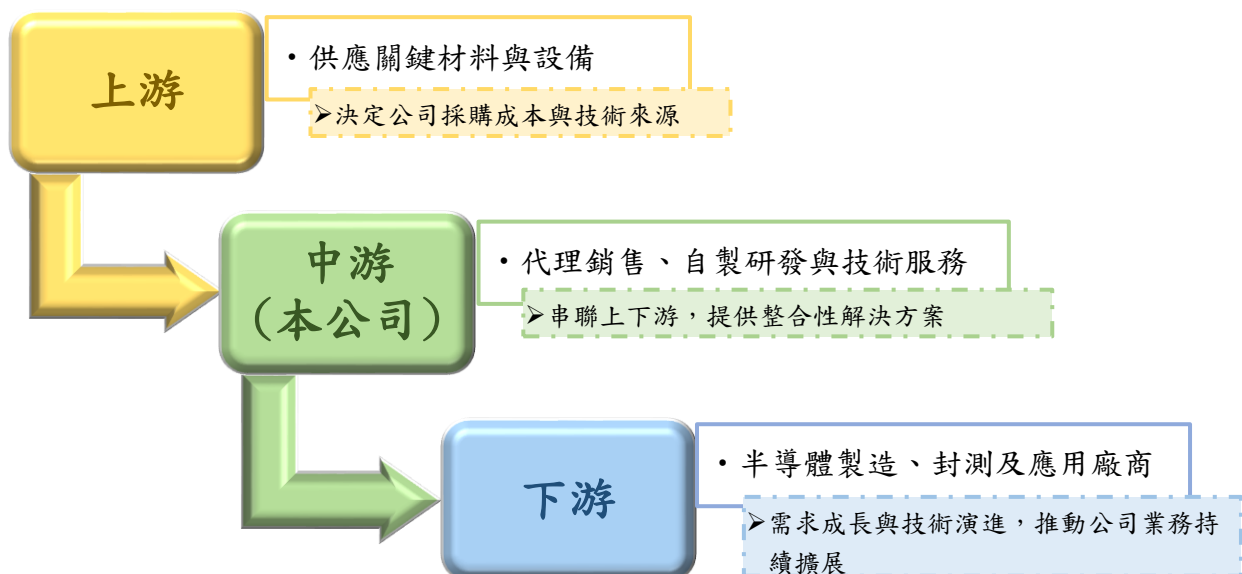 上游
・供應關鍵材料與設備
➢決定公司採購成本與技術來源
中游
(本公司)
・代理銷售、自製研發與技術服務
➢串聯上下游，提供整合性解決方案
下游
・半導體製造、封測及應用廠商
➢需求成長與技術演進，推動公司業務持
續擴展